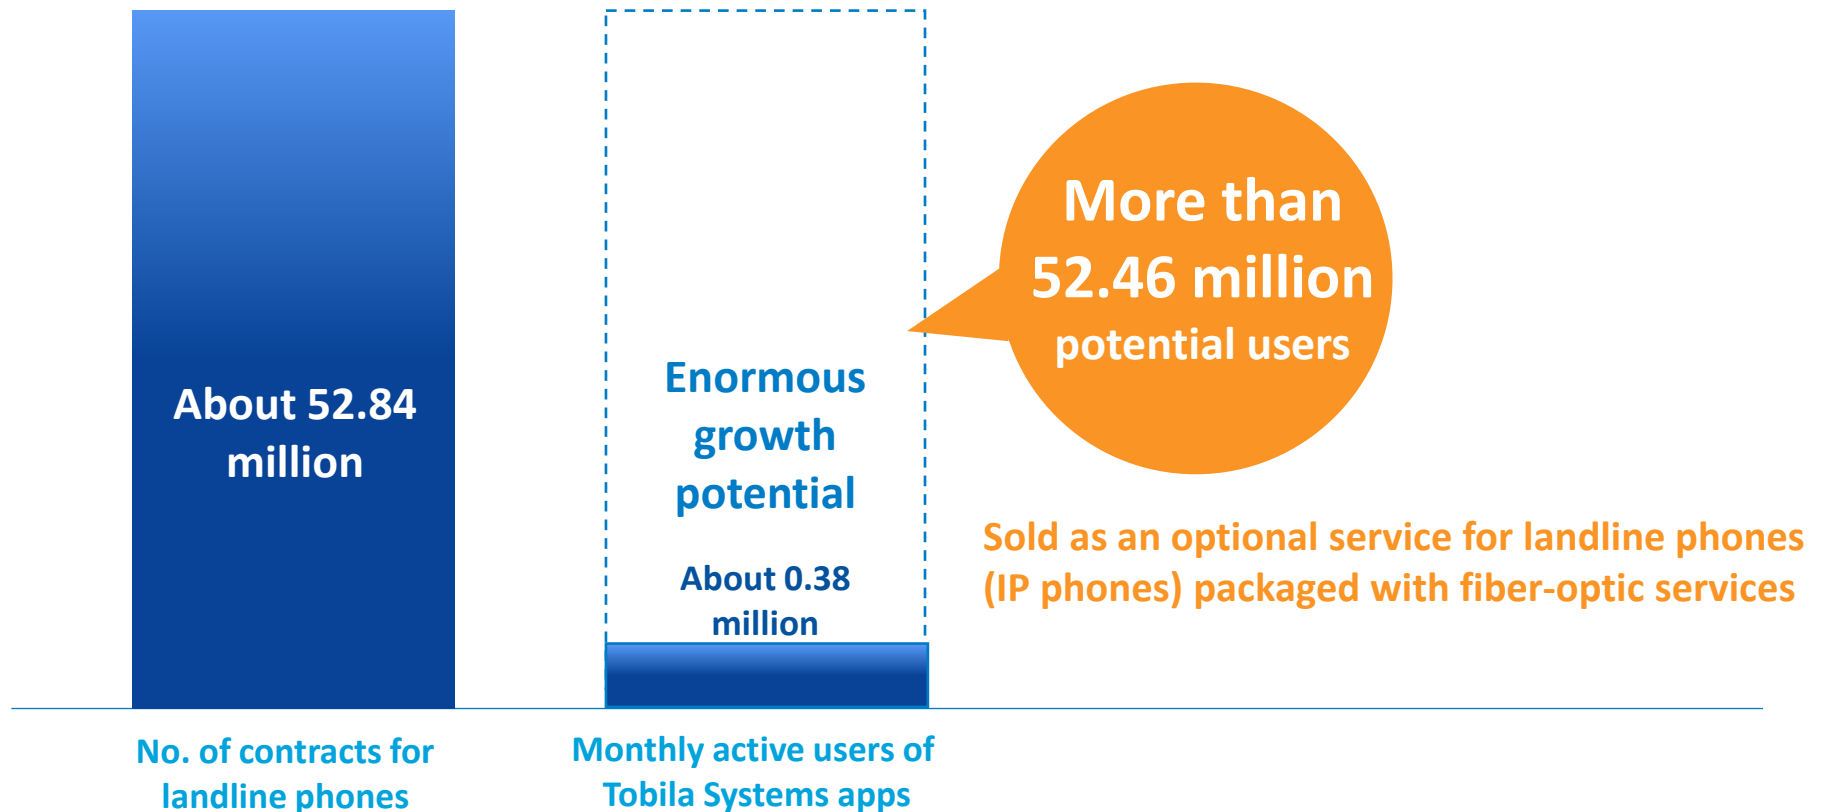 About 52.84
million
Enormous
growth
potential
About 0.38
million
More than
52.46 million
potential users
Sold as an optional service for landline phones
(IP phones) packaged with fiber-optic services
No. of contracts for
landline phones
Monthly active users of
Tobila Systems apps